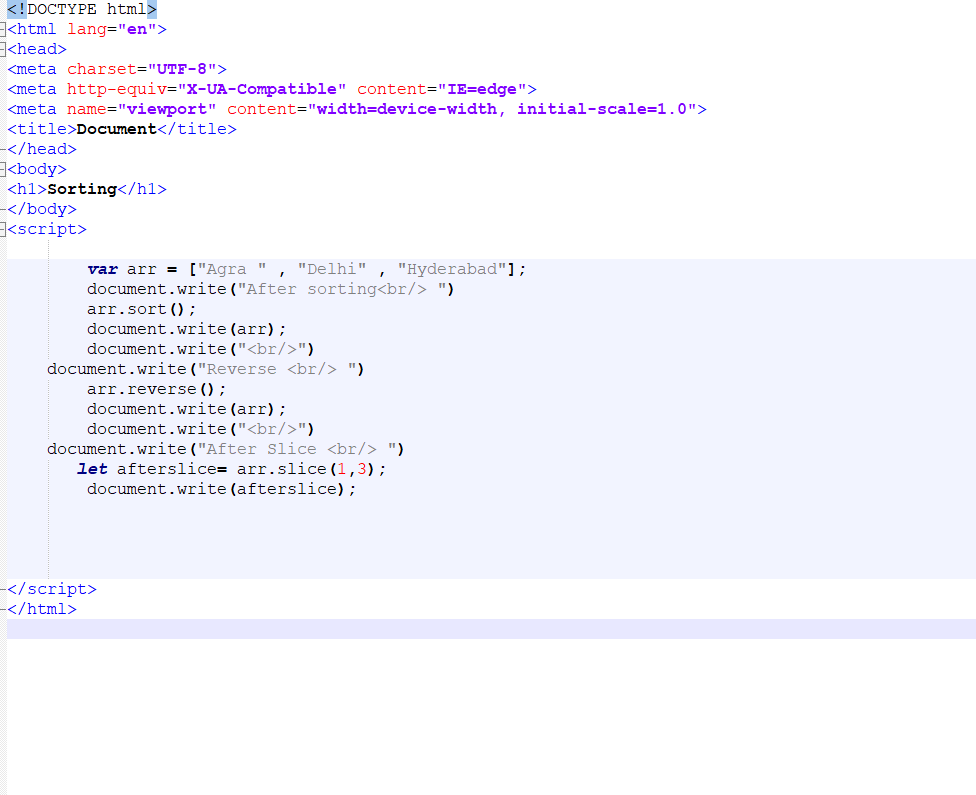 <!DOCTYPE html>
<html lang="en">
<head>
<meta charset="UTF-8">
<meta http-equiv="X-UA-Compatible" content="IE=edge">
<meta name="viewport" content="width=device-width, initial-scale=1.0">
<title>Document</title>
</head>
<body>
<h1>Sorting</h1>
</body>
<script>
var arr = ["Agra " , "Delhi" , "Hyderabad"];
document.write("After sorting<br/> ")
arr.sort();
document.write(arr);
document.write("<br/>")
document.write("Reverse <br/> ")
arr.reverse();
document.write(arr);
document.write("<br/>")
document.write("After Slice <br/> ")
let afterslice= arr.slice(1,3);
document.write(afterslice);
</script>
</html>